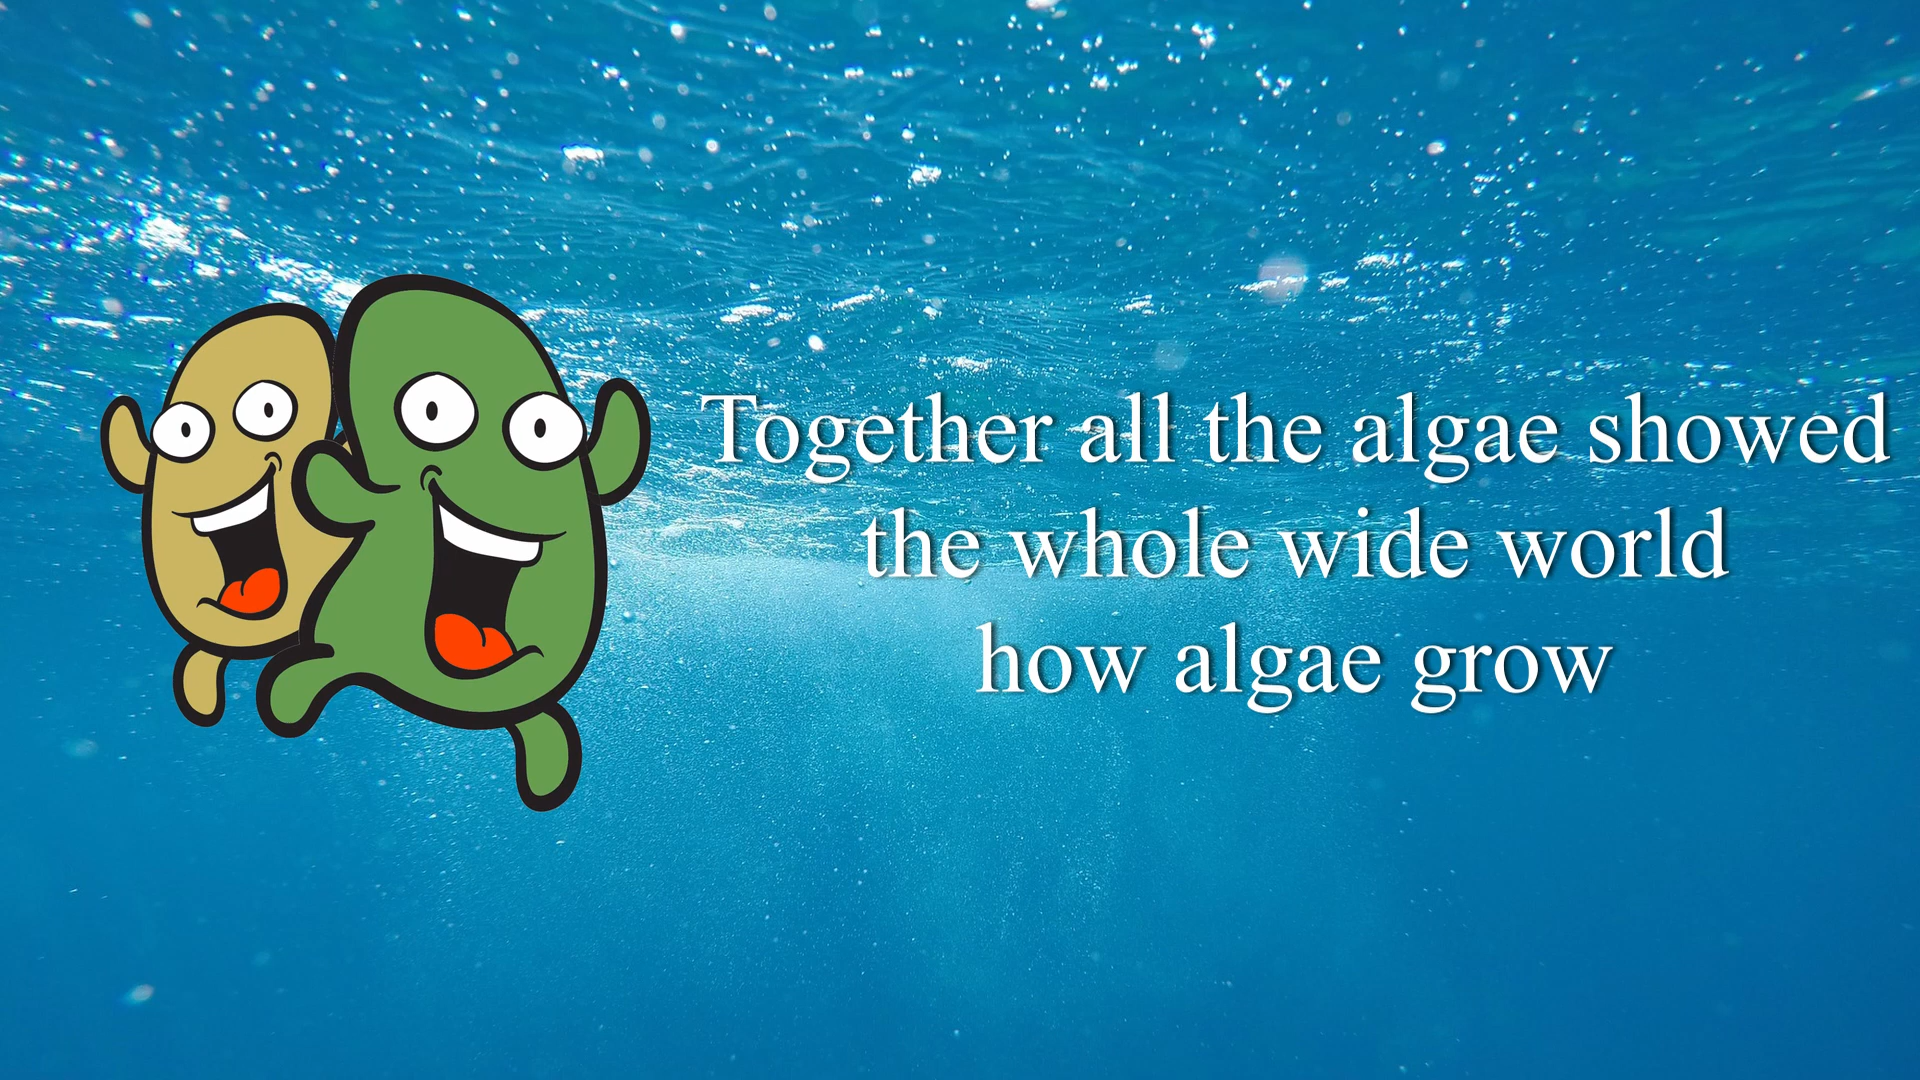 Together all the algae showed
the whole wide world
how algae grow